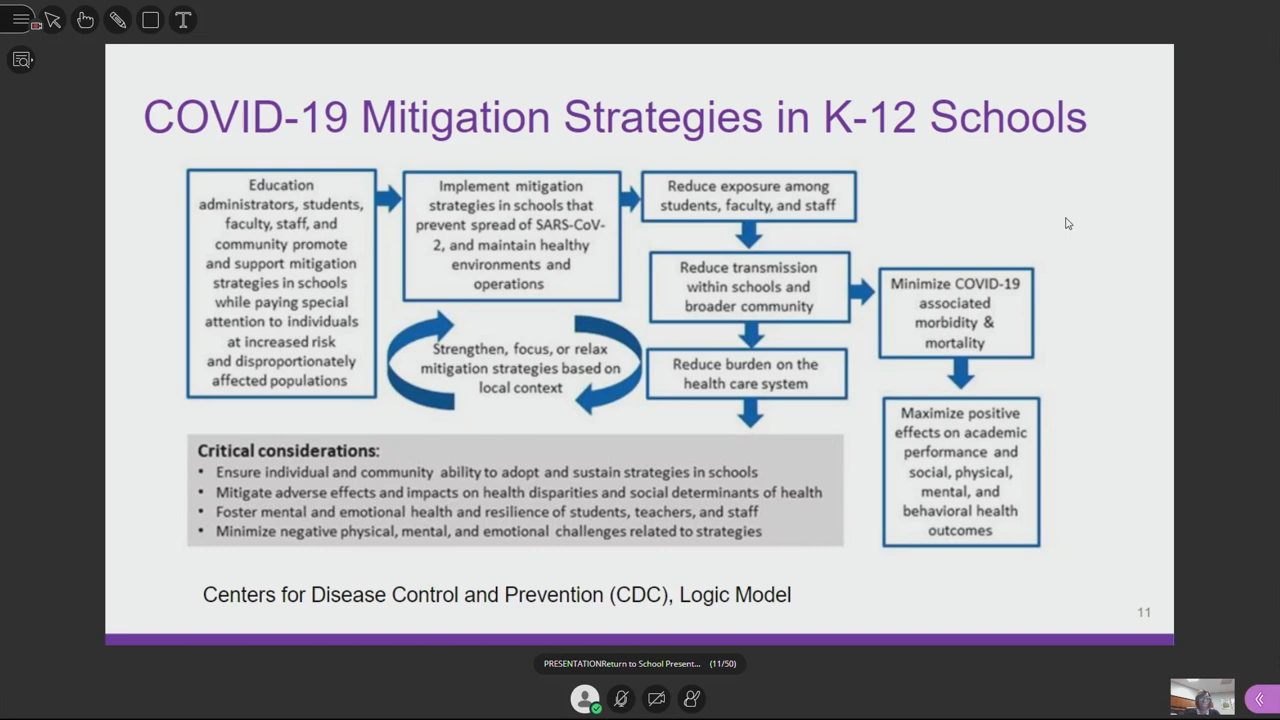 COVID-19 Mitigation Strategies in K-12 Schools
Education
administrators, students,
faculty, staff, and
community promote
and support mitigation
strategies in schools
while paying special
attention to individuals
at increased risk
and disproportionately
affected populations
Implement mitigation
strategies in schools that
prevent spread of SARS-CoV-
2, and maintain healthy
environments and
operations
Strengthen, focus, or relax
mitigation strategies based on
local context
Reduce exposure among
students, faculty, and staff
Reduce transmission
within schools and
broader community
Reduce burden on the
health care system
Minimize COVID-19
associated
morbidity &
mortality
Maximize positive
effects on academic
performance and
social, physical,
mental, and
behavioral health
outcomes
Critical considerations:
• Ensure individual and community ability to adopt and sustain strategies in schools
• Mitigate adverse effects and impacts on health disparities and social determinants of health
• Foster mental and emotional health and resilience of students, teachers, and staff
• Minimize negative physical, mental, and emotional challenges related to strategies
Centers for Disease Control and Prevention (CDC), Logic Model
11
PRESENTATIONReturn to School Present... (11/50)